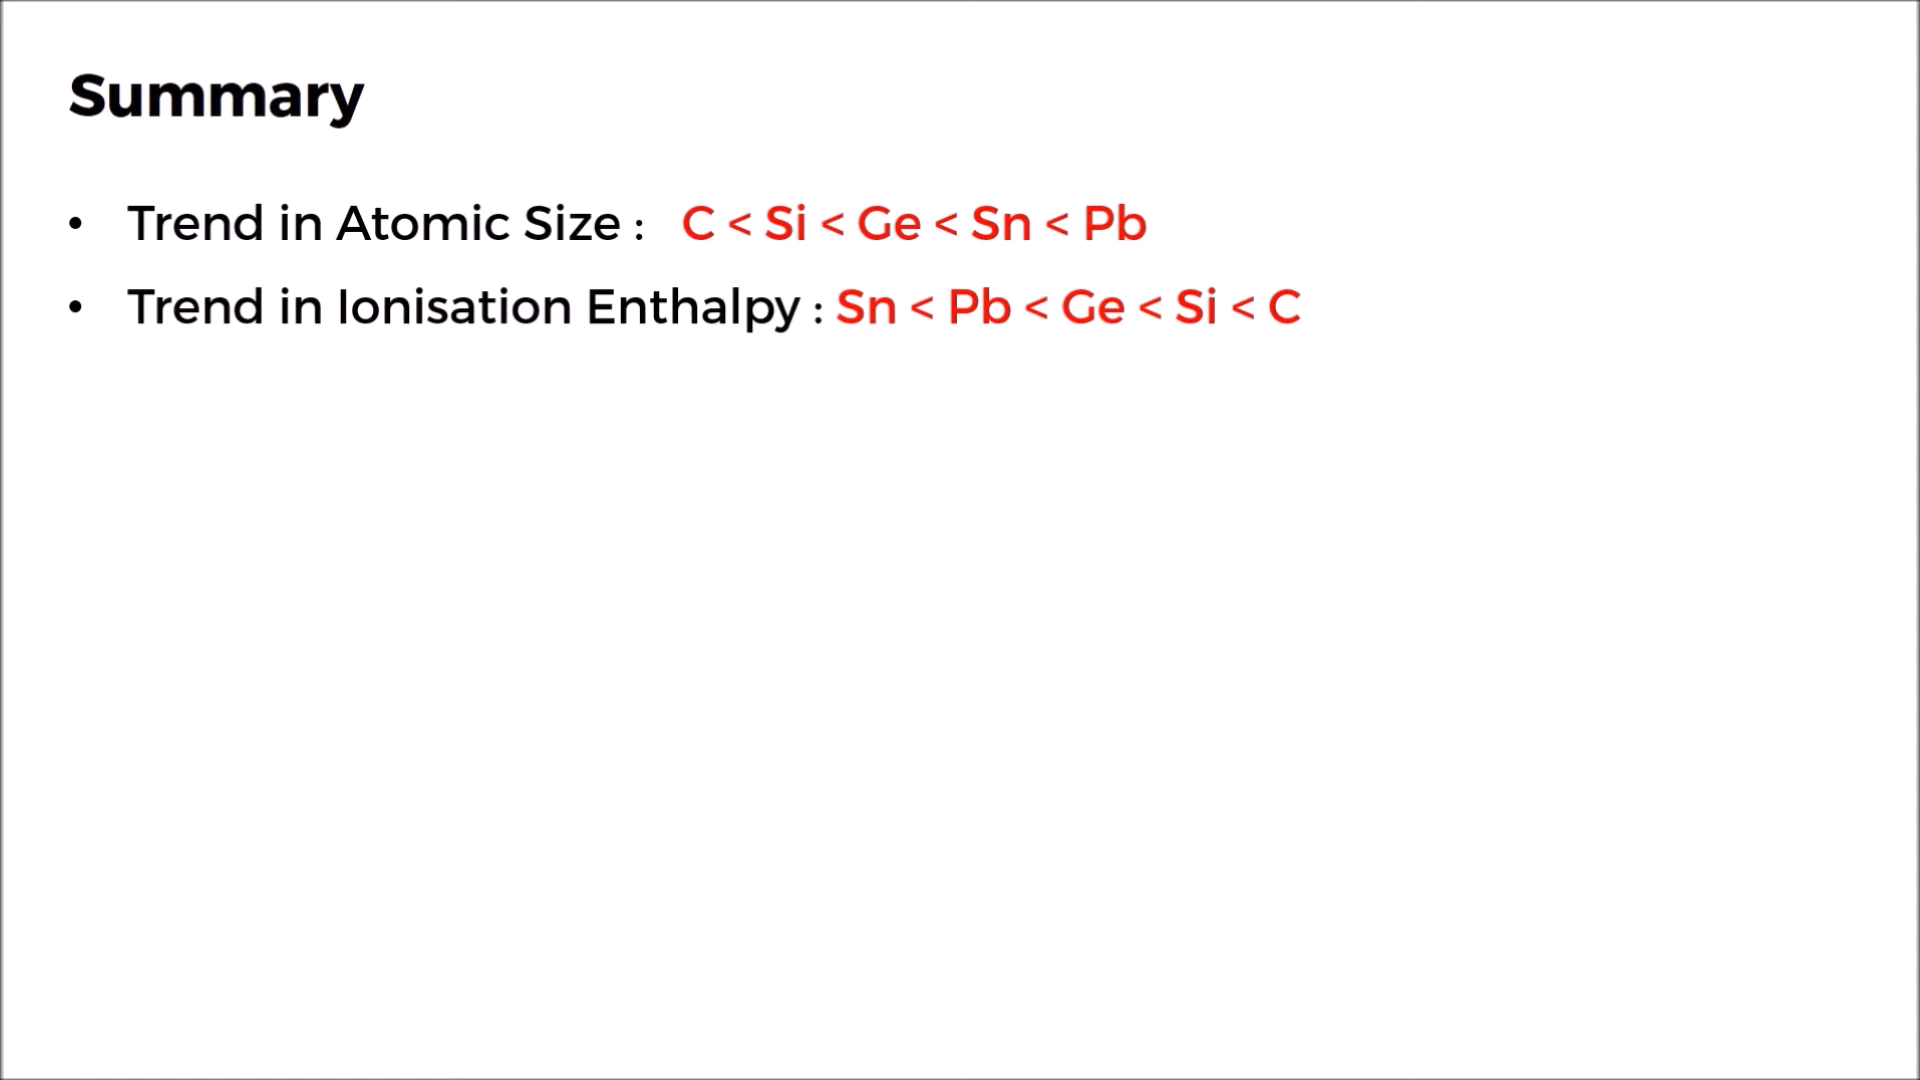 Summary
• Trend in Atomic Size : C < Si < Ge < Sn < Pb
• Trend in Ionisation Enthalpy : Sn < Pb < Ge < Si < C